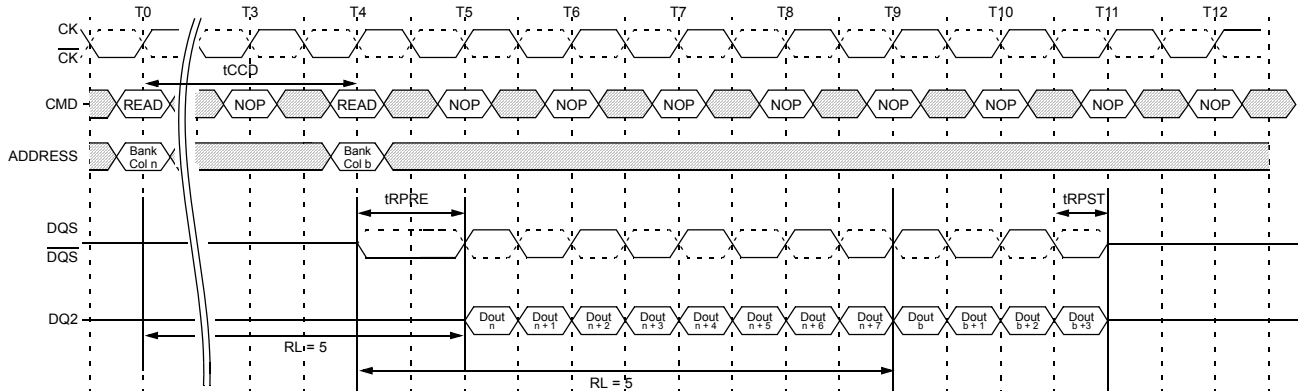 T0 T3 T4 T5 T6 T7 T8 T9 T10 T11 T12
CK
CK
tCCD
CMD READ NOP READ NOP NOP NOP NOP NOP NOP NOP NOP
ADDRESS Bank Col n Bank Col b
tRPRE tRPST
DQS
DQS
DQ2 Dout n Dout n + 1 Dout n + 2 Dout n + 3 Dout n + 4 Dout n + 5 Dout n + 6 Dout n + 7 Dout b Dout b + 1 Dout b + 2 Dout b +3
RL = 5
RL = 5